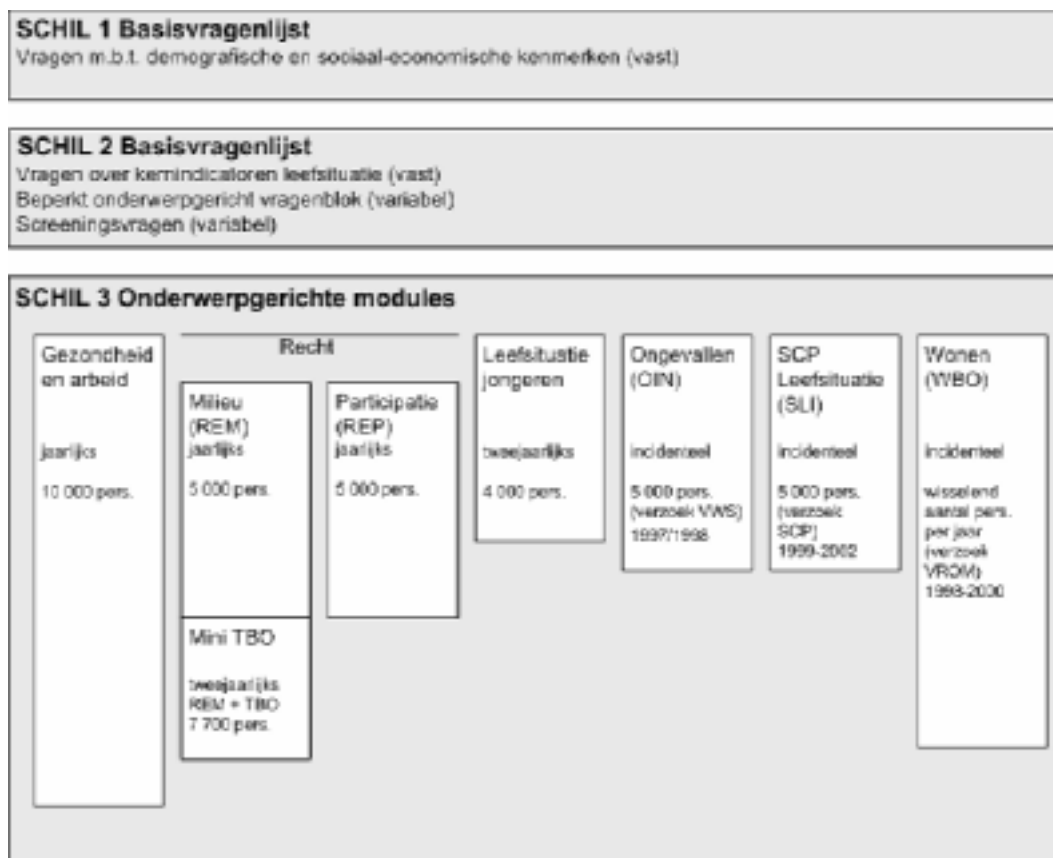 SCHIL 1 Basisvragenlijst
Vragen m.b.t. demografische en sociaal-economische kenmerken (vast)
SCHIL 2 Basisvragenlijst
Vragen over kernindicatoren leefsituatie (vast)
Beperkt onderwerpgericht vragenblok (variabel)
Screeningsvragen (variabel)
SCHIL 3 Onderwerpgerichte modules
Gezondheid
en arbeid
jaarlijks
10 000 pers.
Recht
Milieu
(REM)
jaarlijks
5 000 pers.
Mini TBO
tweejaarlijks
REM + TBO
7 700 pers.
Participatie
(REP)
jaarlijks
5 000 pers.
Leefsituatie
jongeren
tweejaarlijks
4 000 pers.
Ongevallen
(OIN)
incidenteel
5 000 pers.
(verzoek VWS)
1997/1998
SCP
Leefsituatie
(SLI)
incidenteel
5 000 pers.
(verzoek
SCP)
1999-2002
Wonen
(WBO)
incidenteel
wisselend
aantal pers.
per jaar
(verzoek
VROM)
1998-2000